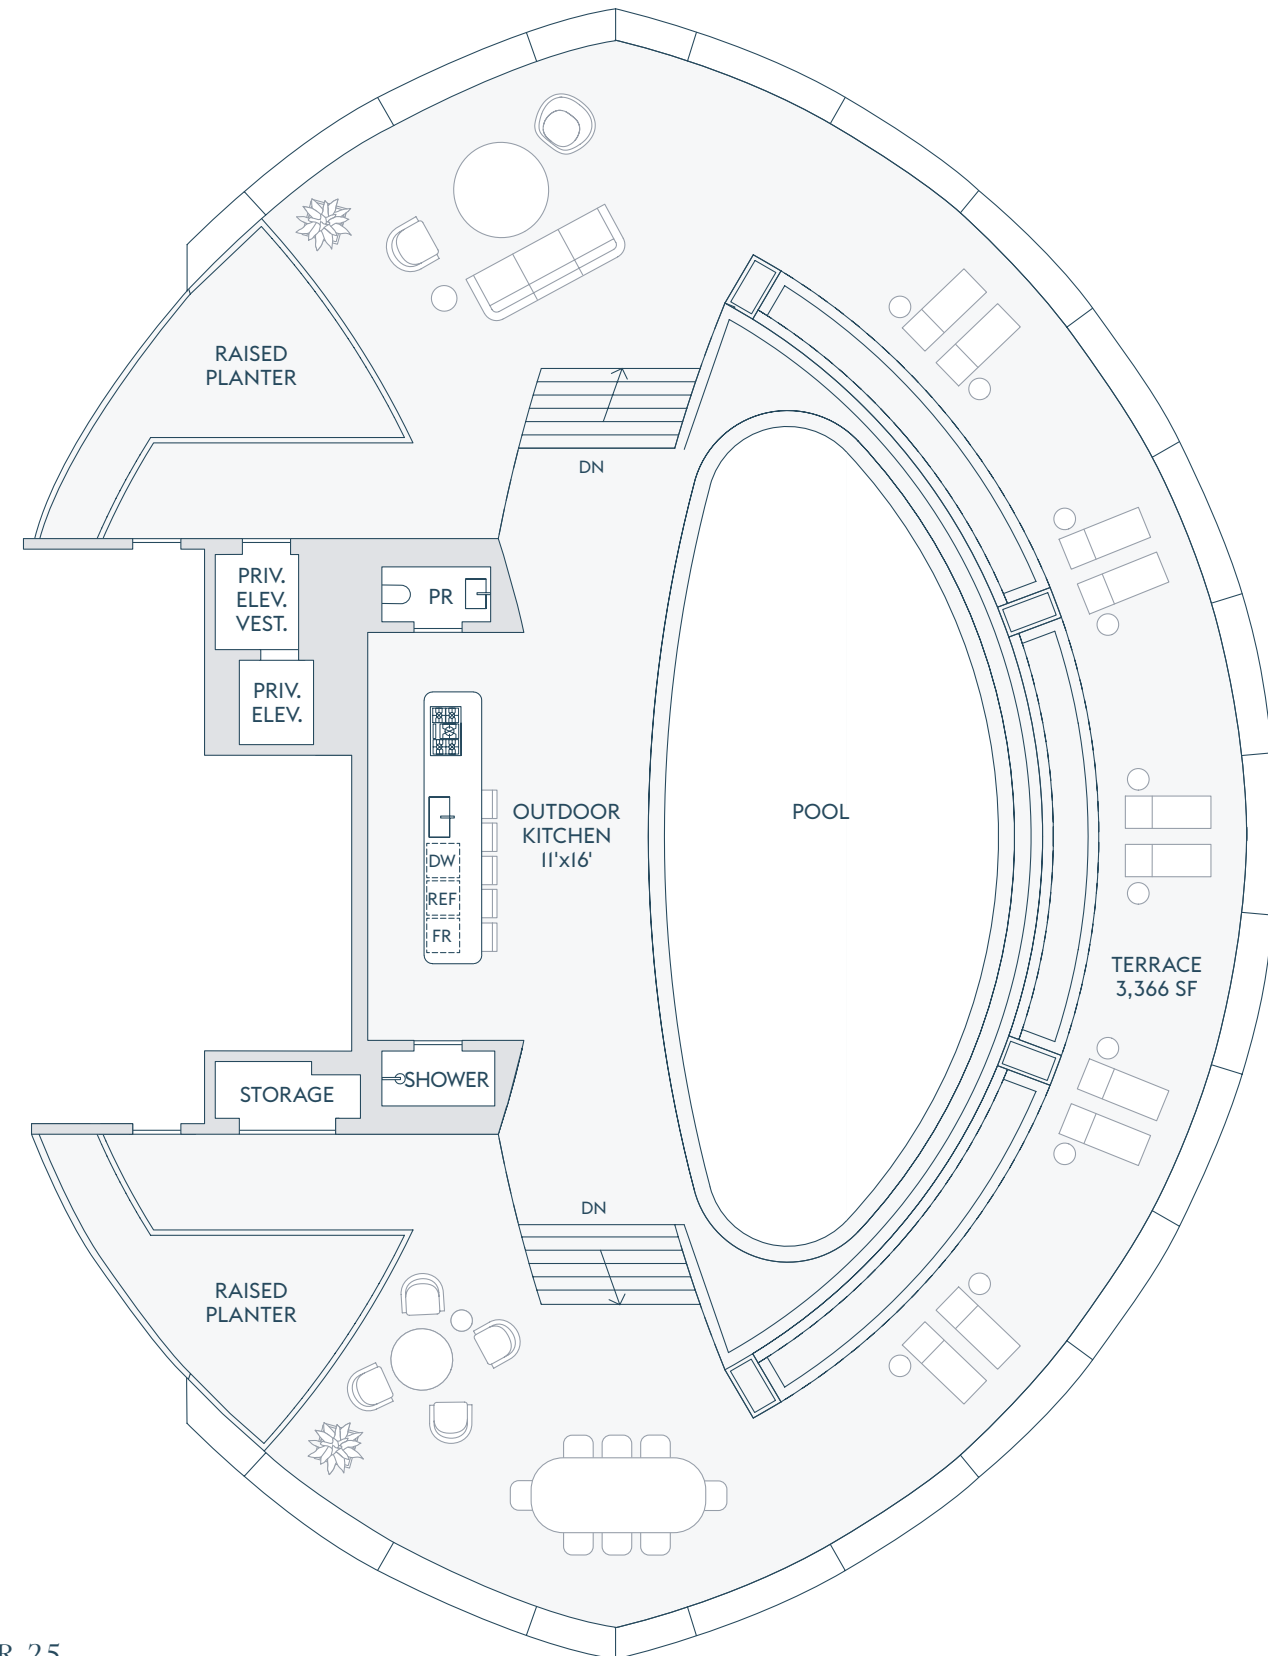 RAISED
PLANTER
DN
PRIV.
ELEV.
VEST.
PR
PRIV.
ELEV.
OUTDOOR
KITCHEN
11'x16'
POOL
DW
REF
FR
TERRACE
3,366 SF
STORAGE
SHOWER
DN
RAISED
PLANTER
R 25